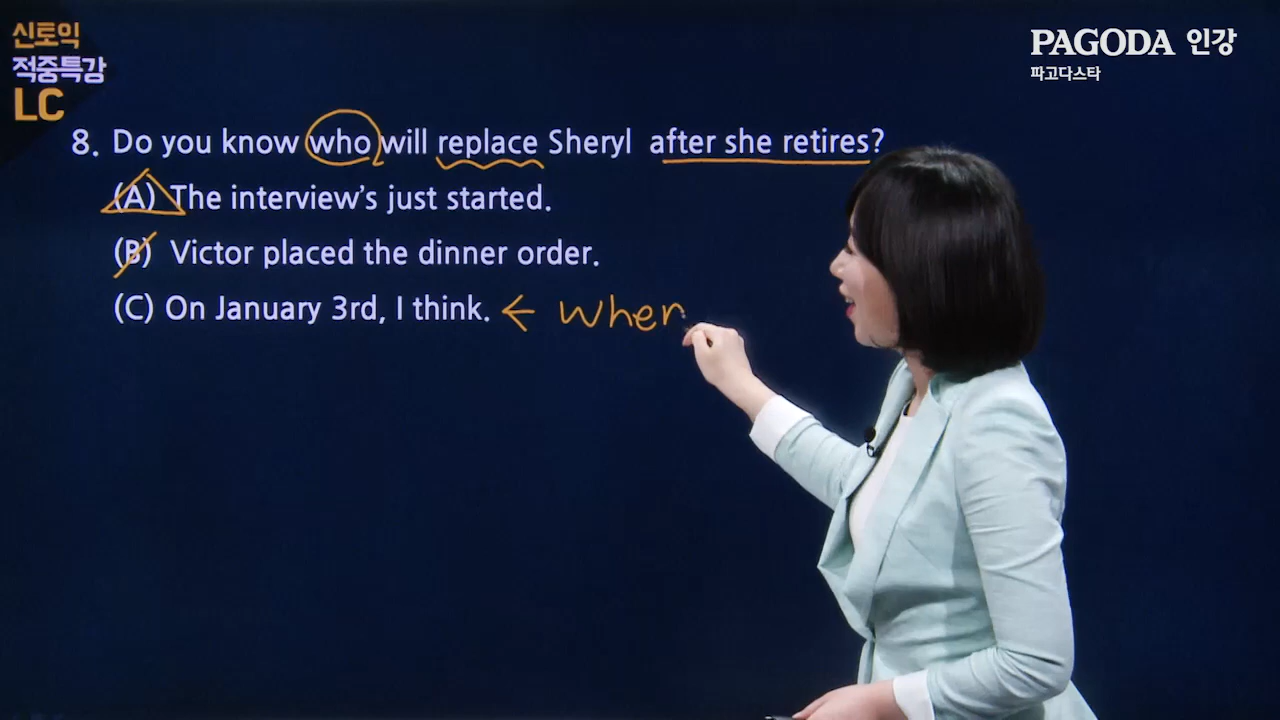 신토익
적중특강
LC
PAGODA 인강
파고다스타
8. Do you know who will replace Sheryl after she retires?
(A) The interview's just started.
(B) Victor placed the dinner order.
(C) On January 3rd, I think. ← wher